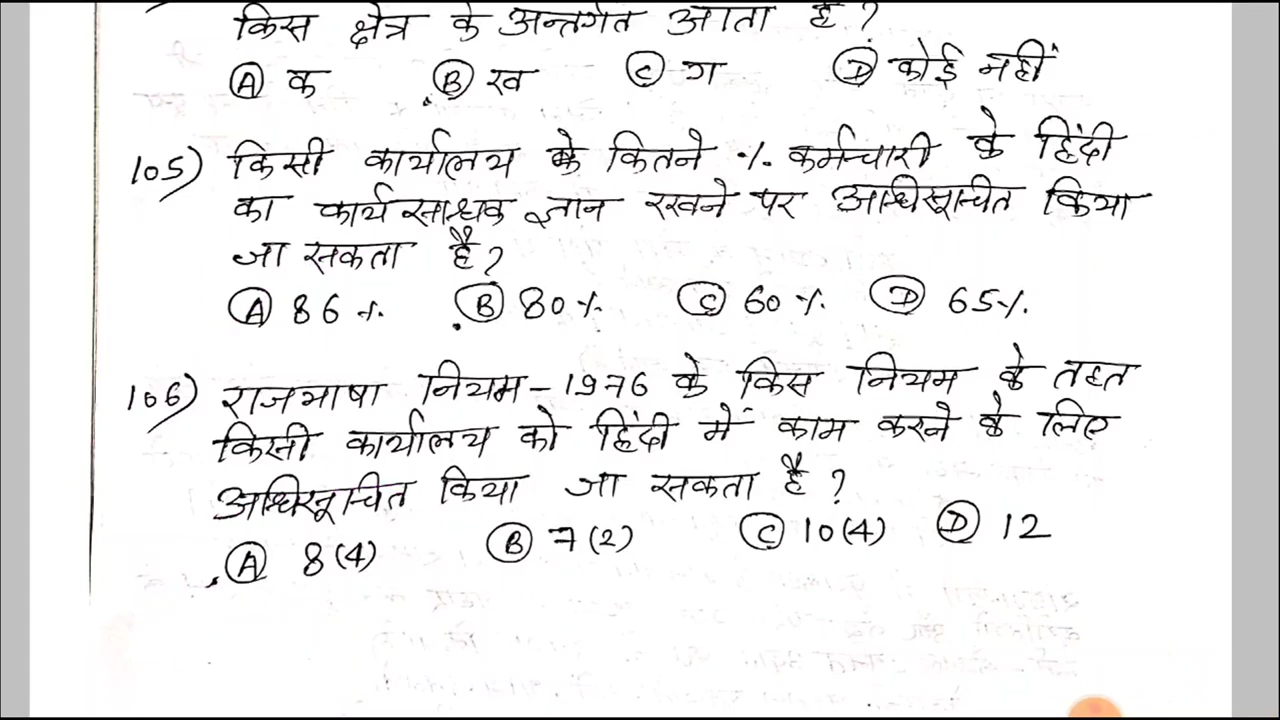 किस क्षेत्र के अन्तर्गत आता है ?
(A) क (B) ख (C) ग (D) कोई नहीं
105) किसी कार्यालय के कितने % कर्मचारी के हिंदी
का कार्य साधक ज्ञान रखने पर अधिसूचित किया
जा सकता है ?
(A) 86 % (B) 80 % (C) 60 % (D) 65 %
106) राजभाषा नियम - 1976 के किस नियम के तहत
किसी कार्यालय को हिंदी में काम करने के लिए
अधिसूचित किया जा सकता है ?
(A) 8 (4) (B) 7 (2) (C) 10 (4) (D) 12